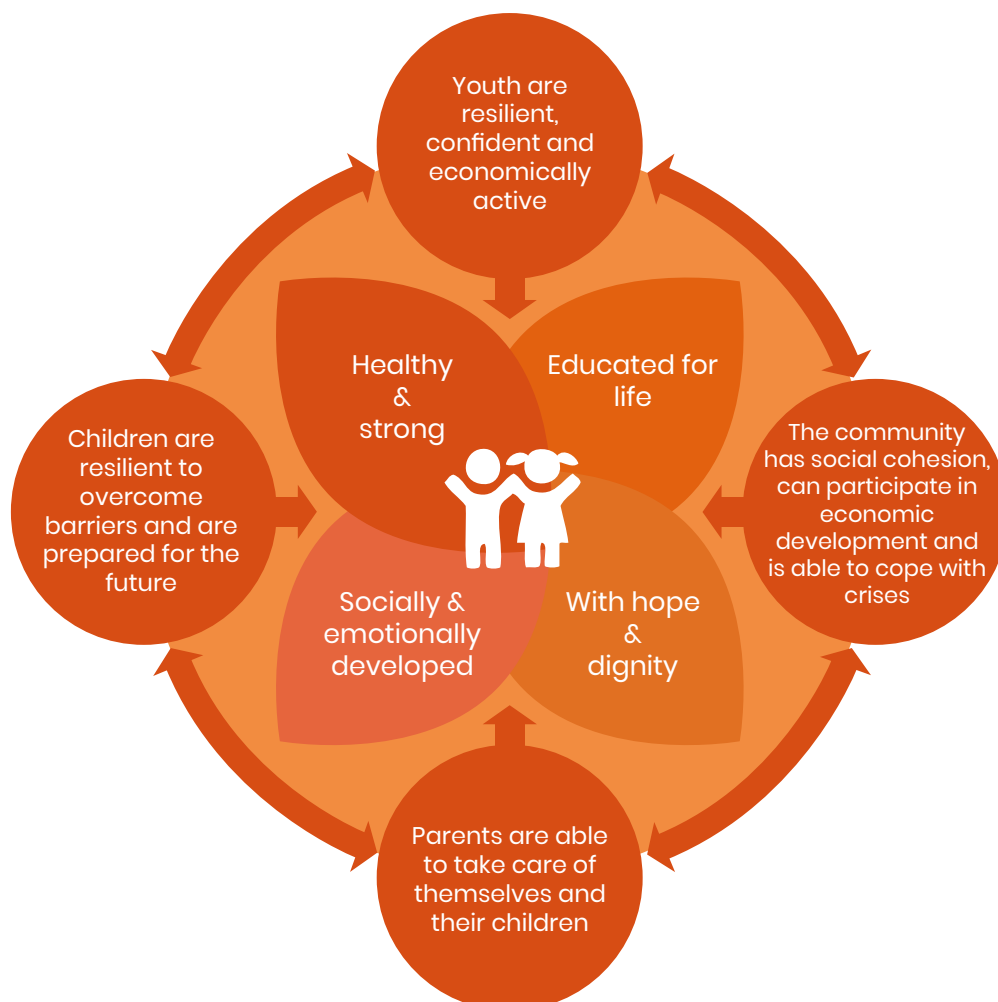 Youth are
resilient,
confident and
economically
active
Healthy
&
strong
Educated for
life
Children are
resilient to
overcome
barriers and are
prepared for the
future
The community
has social cohesion,
can participate in
economic
development and
is able to cope with
crises
Socially &
emotionally
developed
With hope
&
dignity
Parents are able
to take care of
themselves and
their children